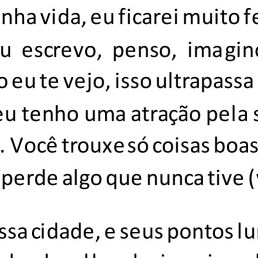 nha vida, eu ficarei muito fe
u escrevo, penso, imagin
o eu te vejo, isso ultrapassa
eu tenho uma atração pela s
. Você trouxe só coisas boas
perde algo que nunca tive (
ssa cidade, e seus pontos lu